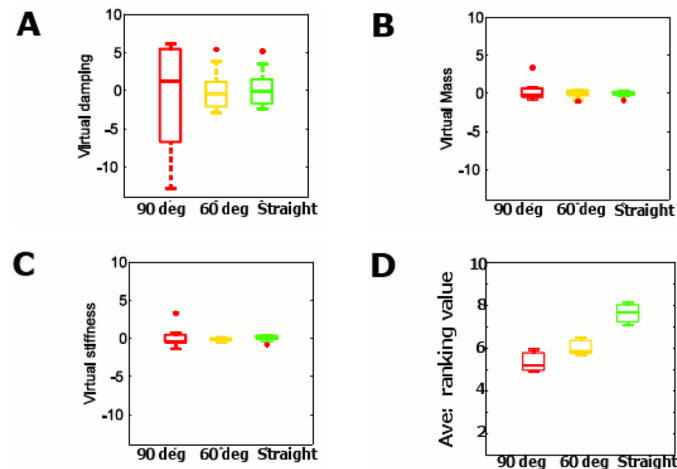 A
Virtual damping
10
5
0
-5
-10
90 deg 60 deg Straight
B
Virtual Mass
10
5
0
-5
-10
90 deg 60 deg Straight
C
Virtual stiffness
10
5
0
-5
-10
90 deg 60 deg Straight
D
Ave: ranking value
10
8
6
4
2
90 deg 60 deg Straight